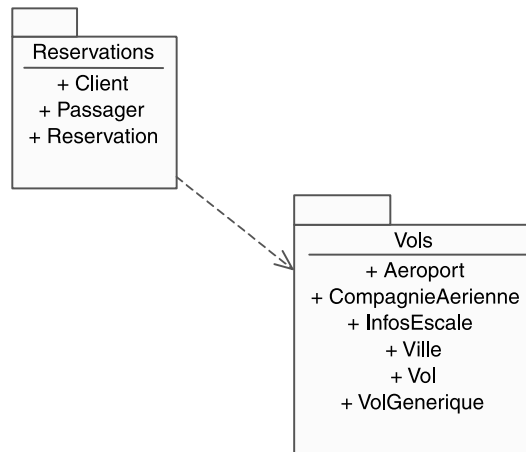 Reservations
+ Client
+ Passager
+ Reservation
Vols
+ Aeroport
+ CompagnieAerienne
+ InfosEscale
+ Ville
+ Vol
+ VolGenerique